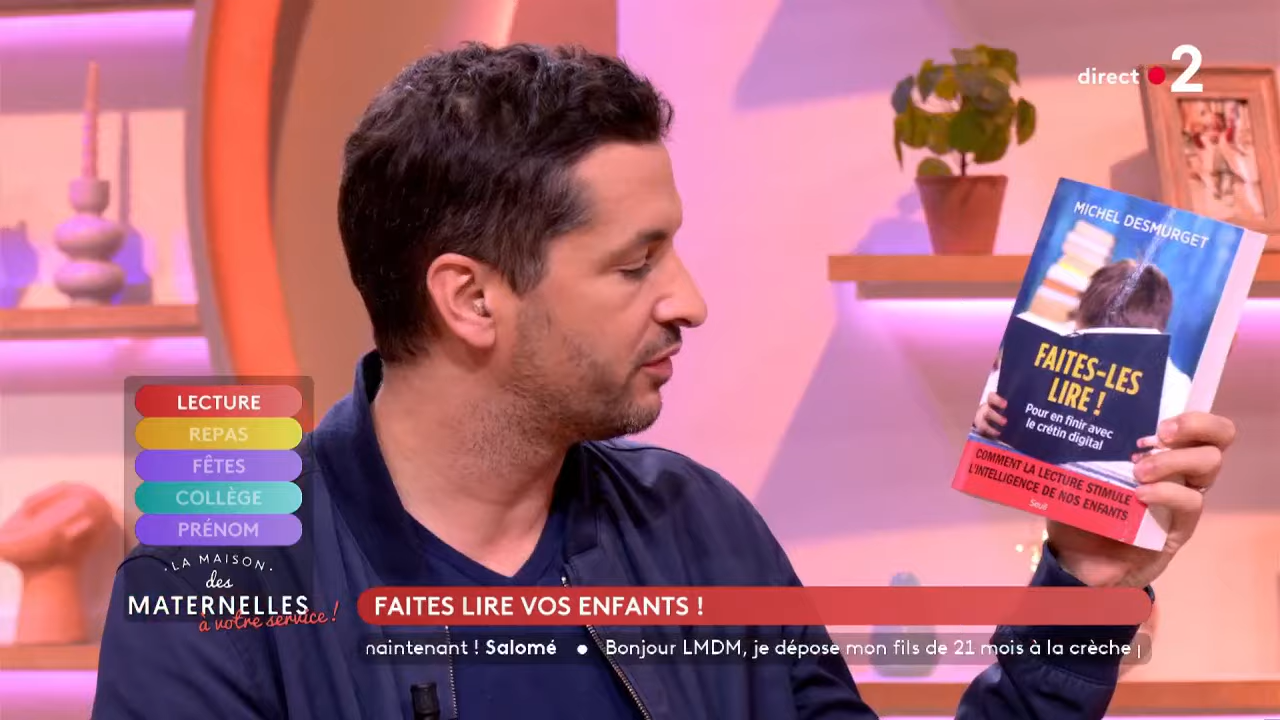 direct 2
MICHEL DESMURGET
FAITES-LES
LIRE !
Pour en finir avec
le crétin digital
COMMENT LA LECTURE STIMULE
L'INTELLIGENCE DE NOS ENFANTS
Seuil
LECTURE
REPAS
FÊTES
COLLÈGE
PRÉNOM
·LA MAISON·
des
MATERNELLES
à votre service !
FAITES LIRE VOS ENFANTS !
maintenant ! Salomé • Bonjour LMDM, je dépose mon fils de 21 mois à la crèche